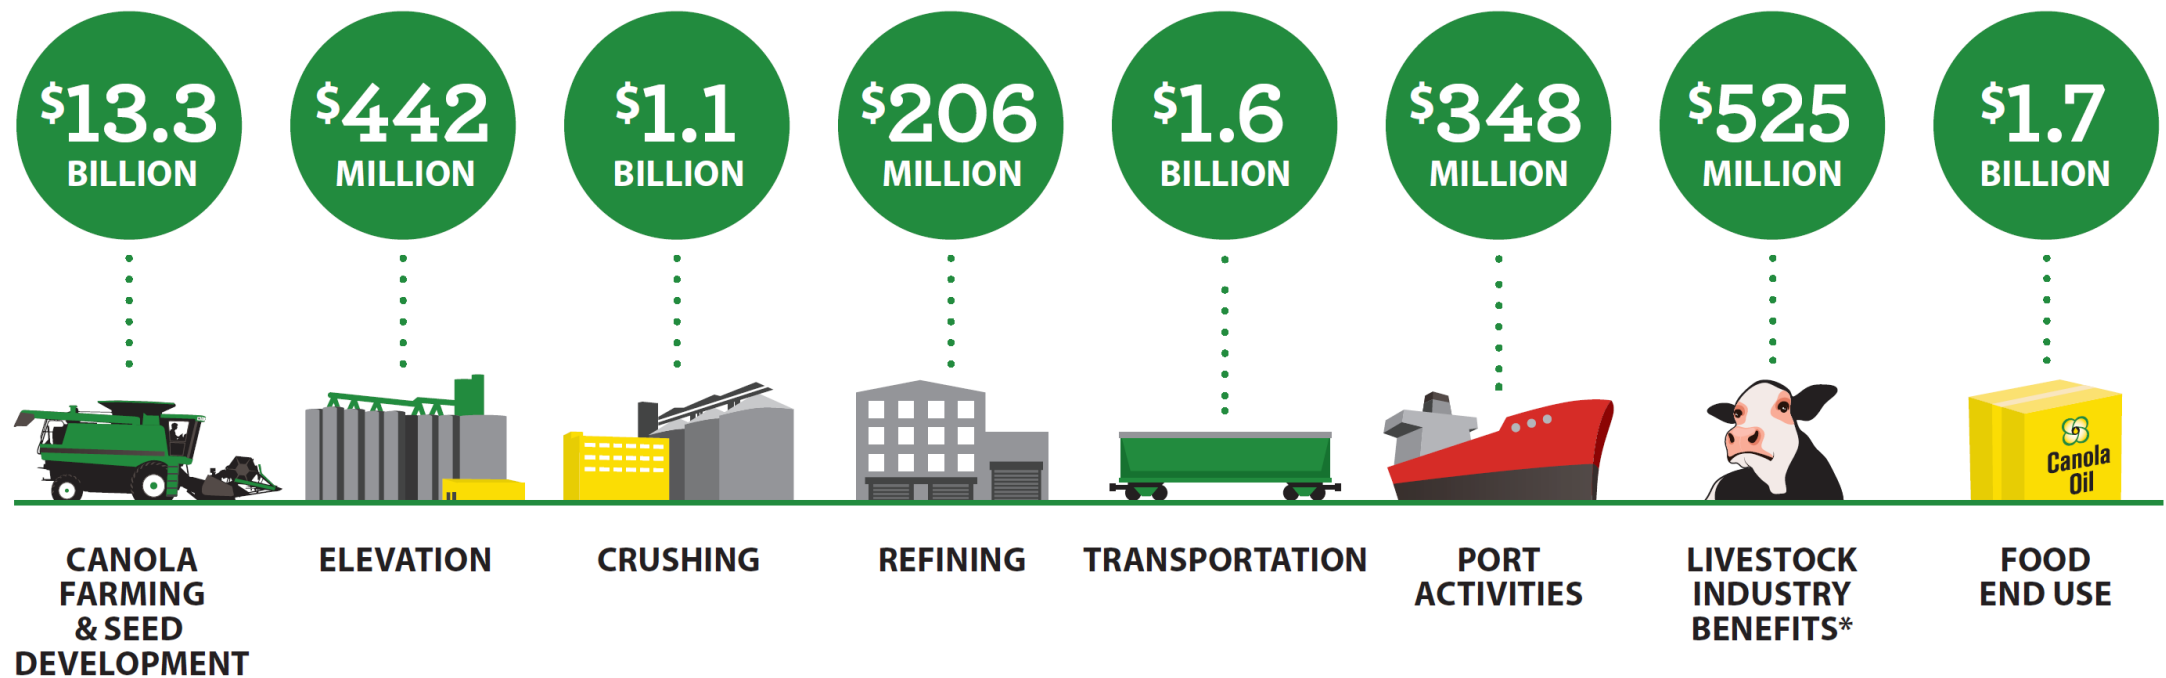 $13.3
BILLION
$442
MILLION
$1.1
BILLION
$206
MILLION
$1.6
BILLION
$348
MILLION
$525
MILLION
$1.7
BILLION
Canola
Oil
CANOLA
FARMING
& SEED
DEVELOPMENT
ELEVATION
CRUSHING
REFINING
TRANSPORTATION
PORT
ACTIVITIES
LIVESTOCK
INDUSTRY
BENEFITS*
FOOD
END USE